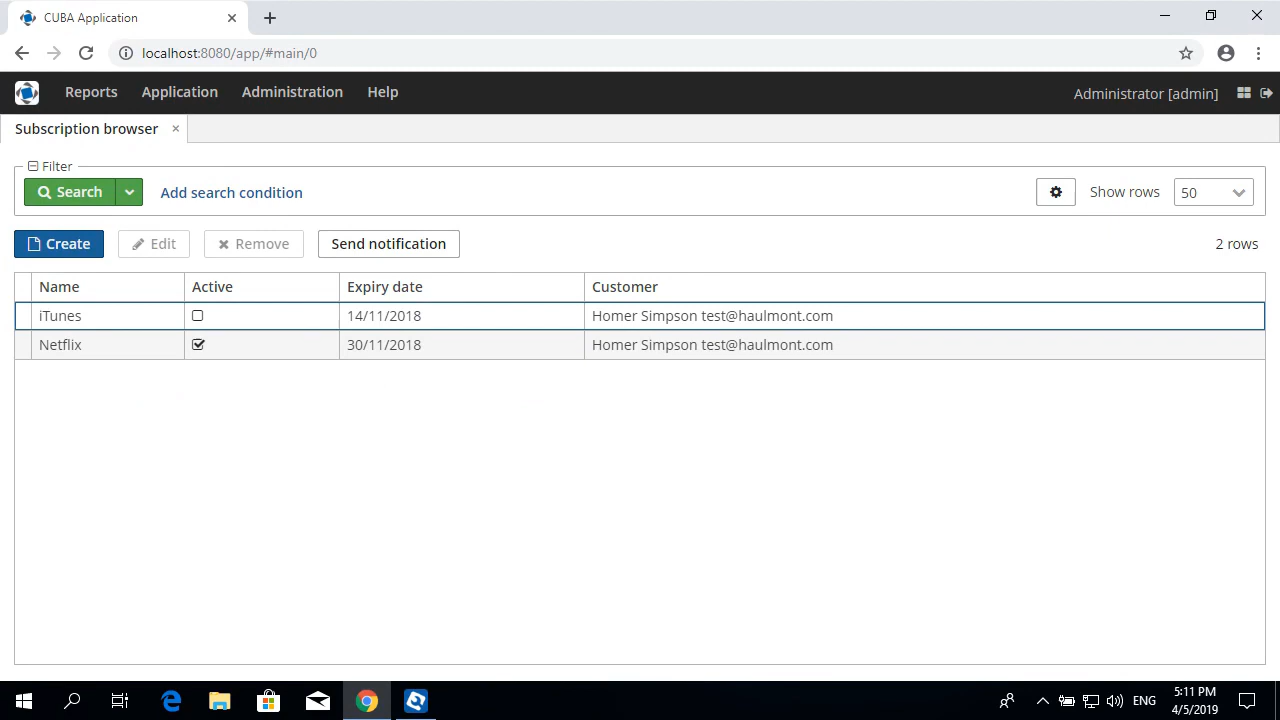 CUBA Application
localhost:8080/app/#main/0
Reports Application Administration Help Administrator [admin]
Subscription browser
Filter
Search Add search condition Show rows 50
Create Edit Remove Send notification 2 rows
Name Active Expiry date Customer
iTunes 14/11/2018 Homer Simpson test@haulmont.com
Netflix 30/11/2018 Homer Simpson test@haulmont.com
ENG
5:11 PM
4/5/2019